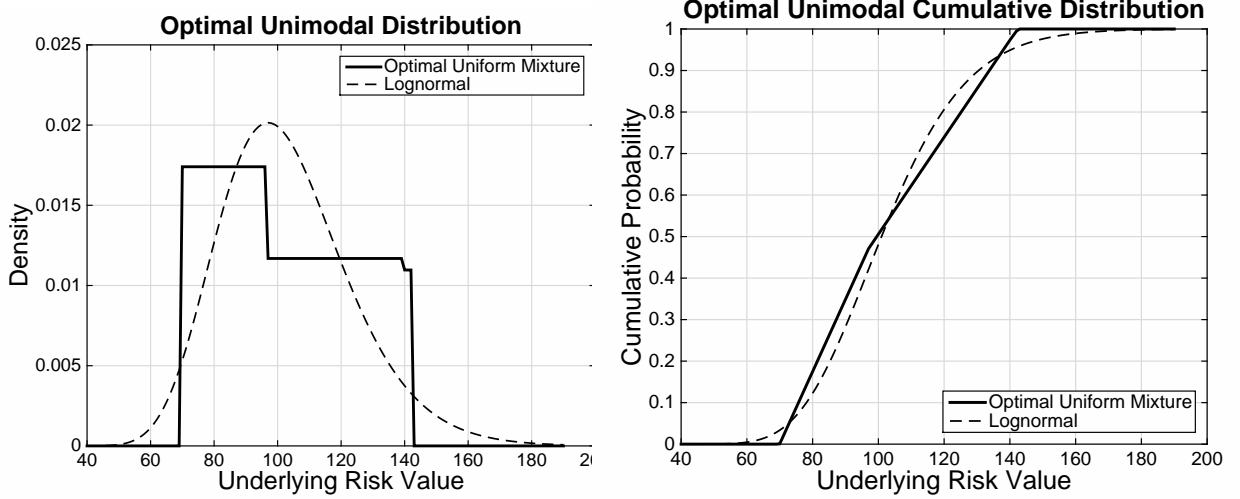 Optimal Unimodal Distribution
0.025
0.02
0.015
0.01
0.005
0
Density
Optimal Uniform Mixture
Lognormal
40 60 80 100 120 140 160 180
Underlying Risk Value
Optimal Unimodal Cumulative Distribution
1
0.9
0.8
0.7
0.6
0.5
0.4
0.3
0.2
0.1
0
Cumulative Probability
Optimal Uniform Mixture
Lognormal
40 60 80 100 120 140 160 180 200
Underlying Risk Value